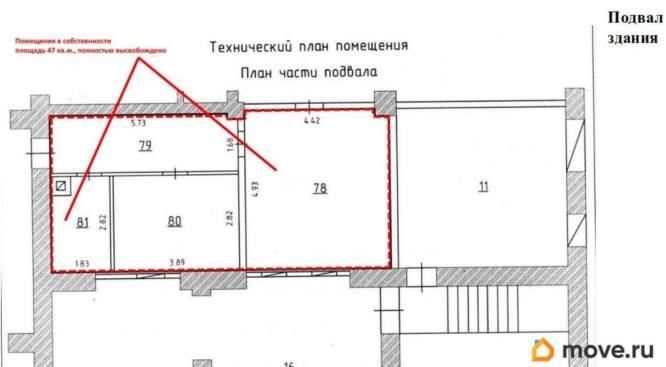 Подвал
здания
Помещения в собственности
площадь 47 кв.м., полностью высвобождено
Технический план помещения
План части подвала
5.73
4.42
79
1.68
4.93
78
11
81
2.82
80
2.82
1.83
3.89
16
move.ru